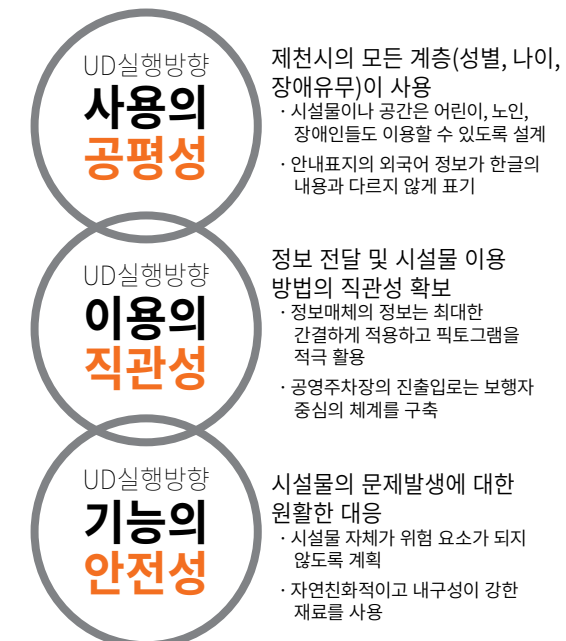 UD실행방향
사용의
공평성
제천시의 모든 계층(성별, 나이,
장애유무)이 사용
· 시설물이나 공간은 어린이, 노인,
장애인들도 이용할 수 있도록 설계
· 안내표지의 외국어 정보가 한글의
내용과 다르지 않게 표기
UD실행방향
이용의
직관성
정보 전달 및 시설물 이용
방법의 직관성 확보
· 정보매체의 정보는 최대한
간결하게 적용하고 픽토그램을
적극 활용
· 공영주차장의 진출입로는 보행자
중심의 체계를 구축
UD실행방향
기능의
안전성
시설물의 문제발생에 대한
원활한 대응
· 시설물 자체가 위험 요소가 되지
않도록 계획
· 자연친화적이고 내구성이 강한
재료를 사용